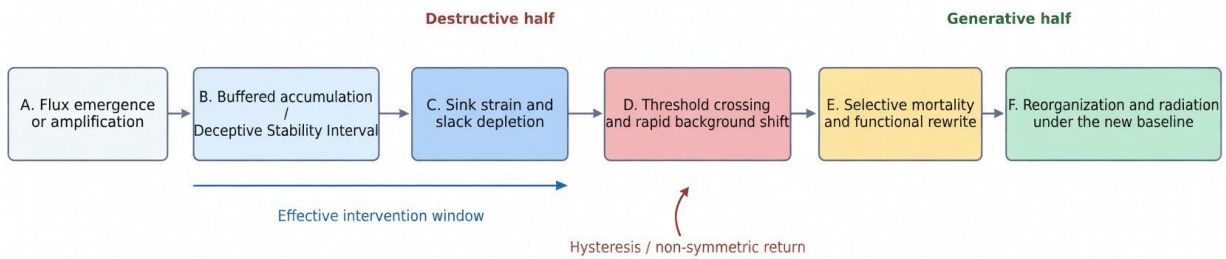 Destructive half
Generative half
A. Flux emergence
or amplification
B. Buffered accumulation
/
Deceptive Stability Interval
C. Sink strain and
slack depletion
D. Threshold crossing
and rapid background shift
E. Selective mortality
and functional rewrite
F. Reorganization and radiation
under the new baseline
Effective intervention window
Hysteresis / non-symmetric return